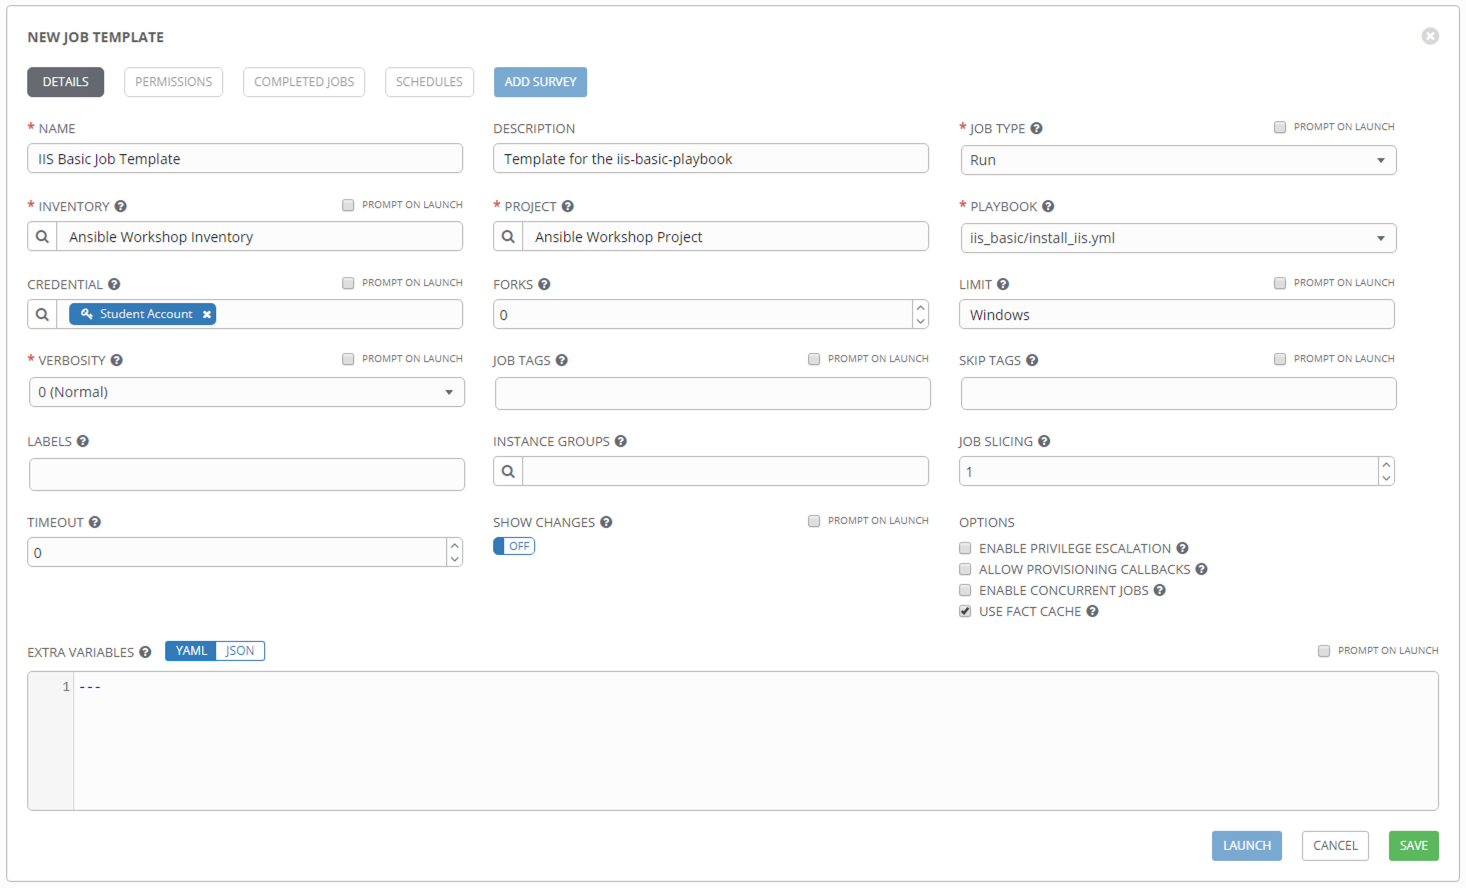 NEW JOB TEMPLATE
DETAILS PERMISSIONS COMPLETED JOBS SCHEDULES ADD SURVEY
* NAME DESCRIPTION * JOB TYPE PROMPT ON LAUNCH
IIS Basic Job Template Template for the iis-basic-playbook Run
* INVENTORY PROMPT ON LAUNCH * PROJECT * PLAYBOOK
Ansible Workshop Inventory Ansible Workshop Project iis_basic/install_iis.yml
CREDENTIAL PROMPT ON LAUNCH FORKS LIMIT PROMPT ON LAUNCH
Student Account 0 Windows
* VERBOSITY PROMPT ON LAUNCH JOB TAGS PROMPT ON LAUNCH SKIP TAGS PROMPT ON LAUNCH
0 (Normal)
LABELS INSTANCE GROUPS JOB SLICING
1
TIMEOUT SHOW CHANGES PROMPT ON LAUNCH OPTIONS
0 OFF ENABLE PRIVILEGE ESCALATION
ALLOW PROVISIONING CALLBACKS
ENABLE CONCURRENT JOBS
USE FACT CACHE
EXTRA VARIABLES YAML JSON PROMPT ON LAUNCH
1 ---
LAUNCH CANCEL SAVE